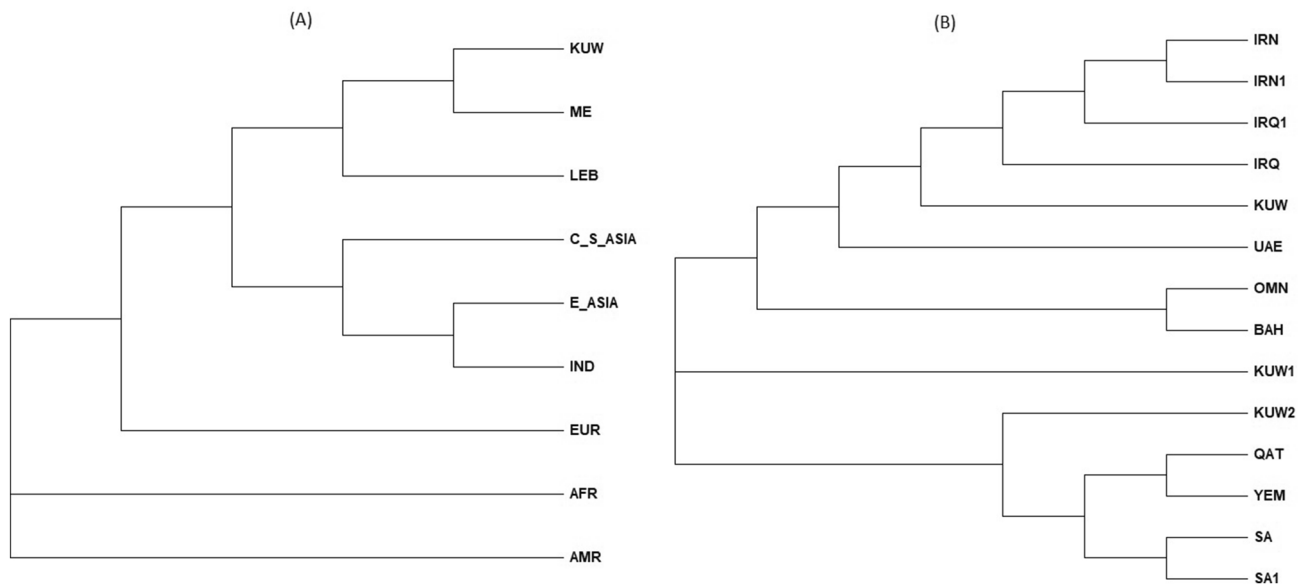 (A)
KUW
ME
LEB
C_S_ASIA
E_ASIA
IND
EUR
AFR
AMR
(B)
IRN
IRN1
IRQ1
IRQ
KUW
UAE
OMN
BAH
KUW1
KUW2
QAT
YEM
SA
SA1